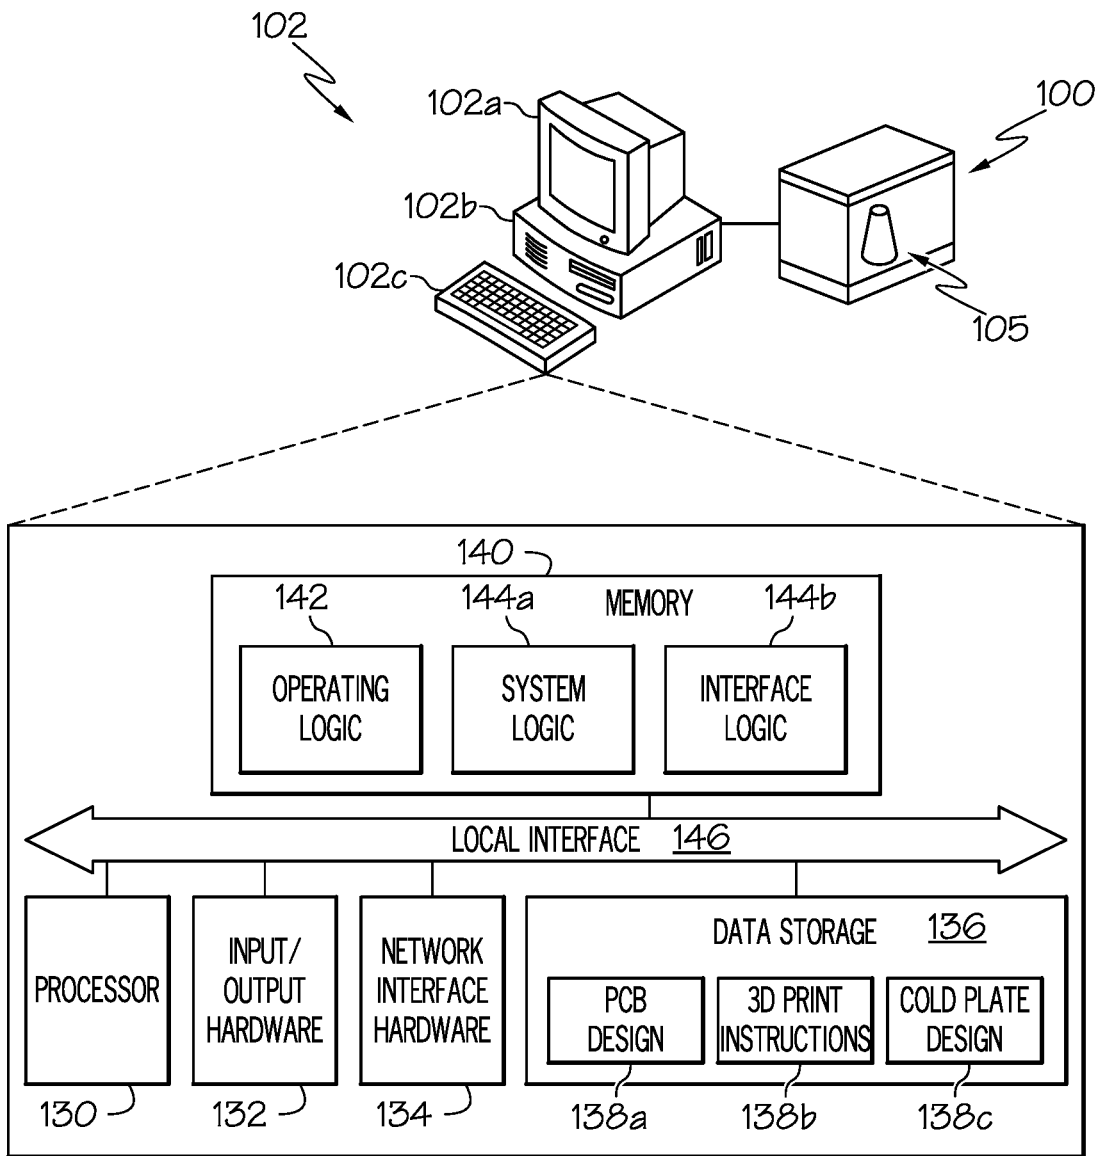 102
102a
100
102b
102c
105
140
142
144a
MEMORY
144b
OPERATING
LOGIC
SYSTEM
LOGIC
INTERFACE
LOGIC
LOCAL INTERFACE 146
PROCESSOR
INPUT/
OUTPUT
HARDWARE
NETWORK
INTERFACE
HARDWARE
DATA STORAGE 136
PCB
DESIGN
3D PRINT
INSTRUCTIONS
COLD PLATE
DESIGN
130
132
134
138a
138b
138c